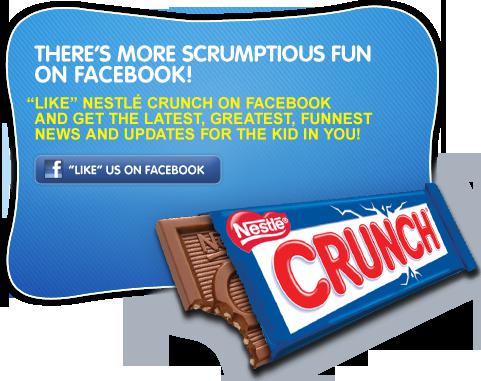 THERE'S MORE SCRUMPTIOUS FUN
ON FACEBOOK!
“LIKE” NESTLÉ CRUNCH ON FACEBOOK
AND GET THE LATEST, GREATEST, FUNNEST
NEWS AND UPDATES FOR THE KID IN YOU!
f “LIKE” US ON FACEBOOK
Nestlé®
CRUNCH